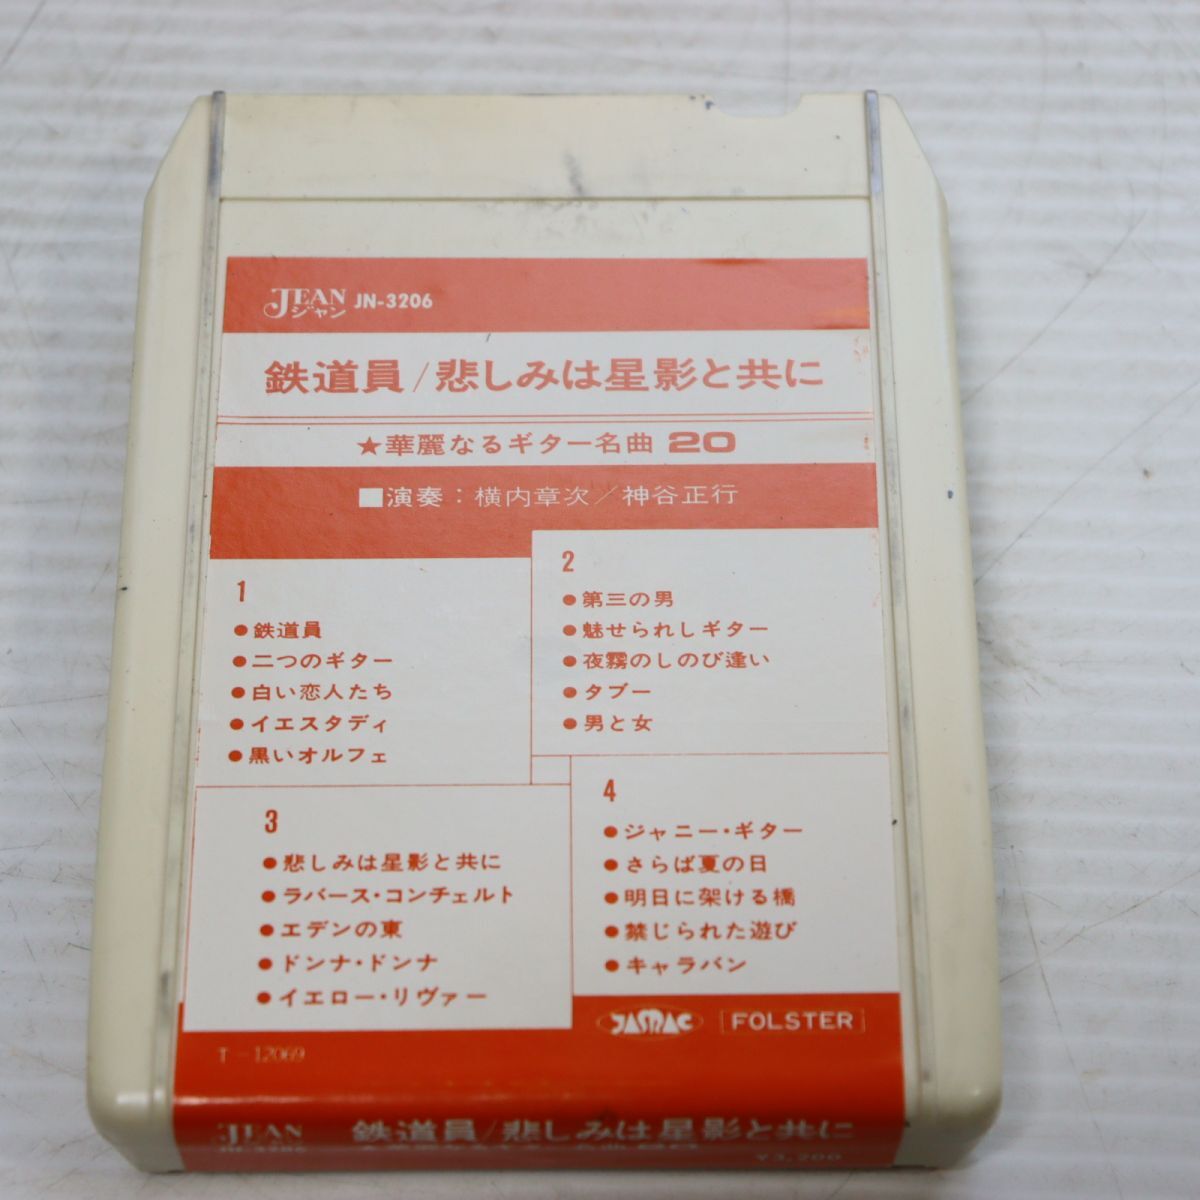 JEAN ジャン JN-3206
鉄道員/悲しみは星影と共に
★華麗なるギター名曲 20
■演奏:横内章次/神谷正行
1
●鉄道員
●二つのギター
●白い恋人たち
●イエスタディ
●黒いオルフェ
2
●第三の男
●魅せられしギター
●夜霧のしのび逢い
●タブー
●男と女
3
●悲しみは星影と共に
●ラバース・コンチェルト
●エデンの東
●ドンナ・ドンナ
●イエロー・リヴァー
4
●ジャニー・ギター
●さらば夏の日
●明日に架ける橋
●禁じられた遊び
●キャラバン
JASRAC [FOLSTER]
T-12069
JEAN 鉄道員/悲しみは星影と共に
JN-3206 ¥3,200